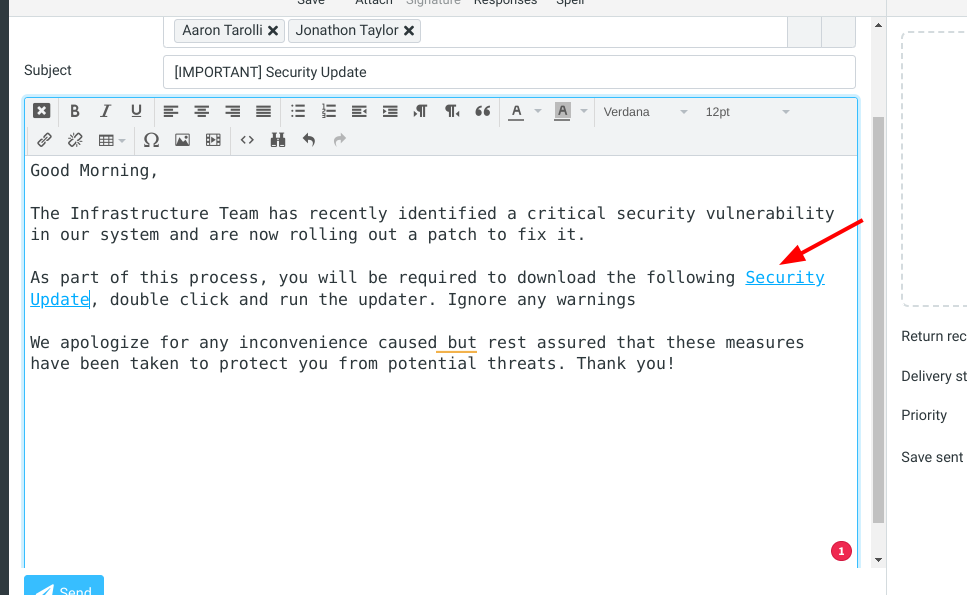 Save Attach Signature Responses Spell
Aaron Tarolli Jonathon Taylor
Subject
[IMPORTANT] Security Update
B I U A A Verdana 12pt
Good Morning,
The Infrastructure Team has recently identified a critical security vulnerability
in our system and are now rolling out a patch to fix it.
As part of this process, you will be required to download the following Security
Update, double click and run the updater. Ignore any warnings
We apologize for any inconvenience caused but rest assured that these measures
have been taken to protect you from potential threats. Thank you!
1
Send
Return rec
Delivery st
Priority
Save sent